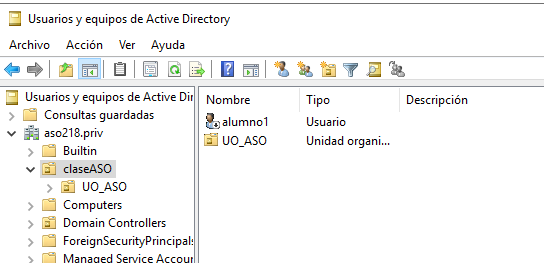 Usuarios y equipos de Active Directory
Archivo Acción Ver Ayuda
Usuarios y equipos de Active Direc
Consultas guardadas
aso218.priv
Builtin
claseASO
UO_ASO
Computers
Domain Controllers
ForeignSecurityPrincipals
Managed Service Accoun
Nombre Tipo Descripción
alumno1 Usuario
UO_ASO Unidad organi...